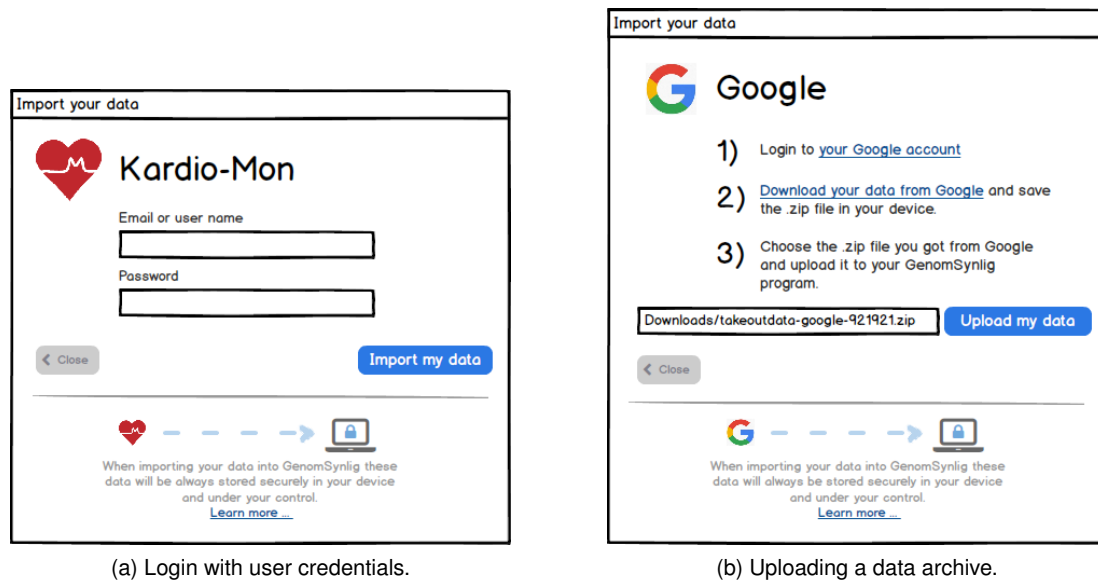 Import your data
Kardio-Mon
Email or user name
Password
Close
Import my data
When importing your data into GenomSynlig these
data will be always stored securely in your device
and under your control.
Learn more ...
(a) Login with user credentials.
Import your data
Google
1) Login to your Google account
2) Download your data from Google and save
the .zip file in your device.
3) Choose the .zip file you got from Google
and upload it to your GenomSynlig
program.
Downloads/takeoutdata-google-921921.zip
Upload my data
Close
When importing your data into GenomSynlig these
data will always stored securely in your device
and under your control.
Learn more ...
(b) Uploading a data archive.